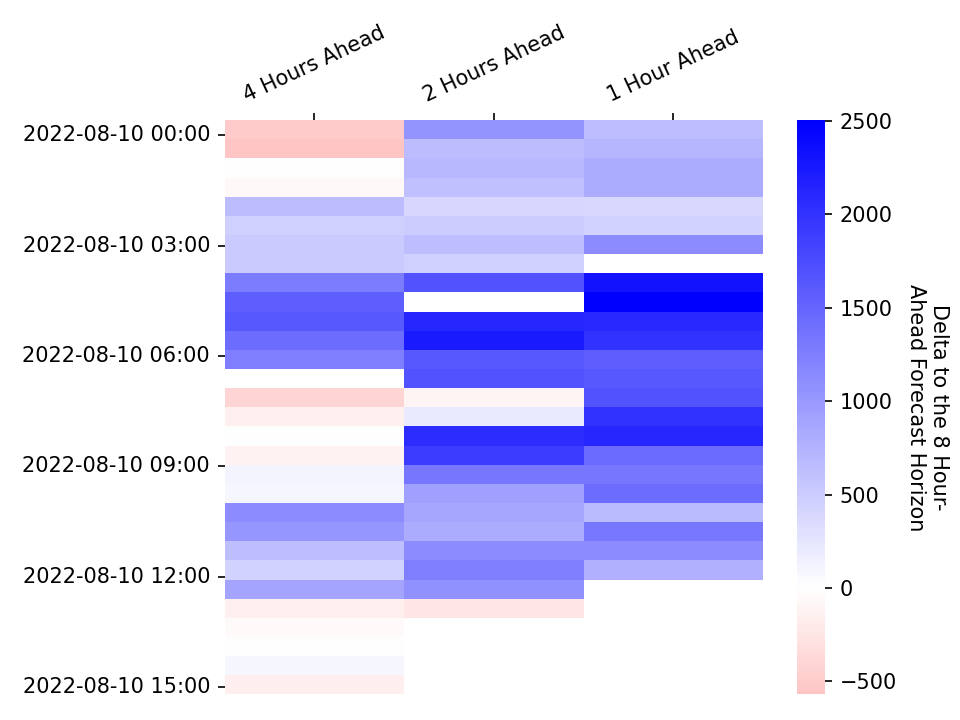 4 Hours Ahead
2 Hours Ahead
1 Hour Ahead
2022-08-10 00:00
2022-08-10 03:00
2022-08-10 06:00
2022-08-10 09:00
2022-08-10 12:00
2022-08-10 15:00
2500
2000
1500
1000
500
0
−500
Delta to the 8 Hour-
Ahead Forecast Horizon